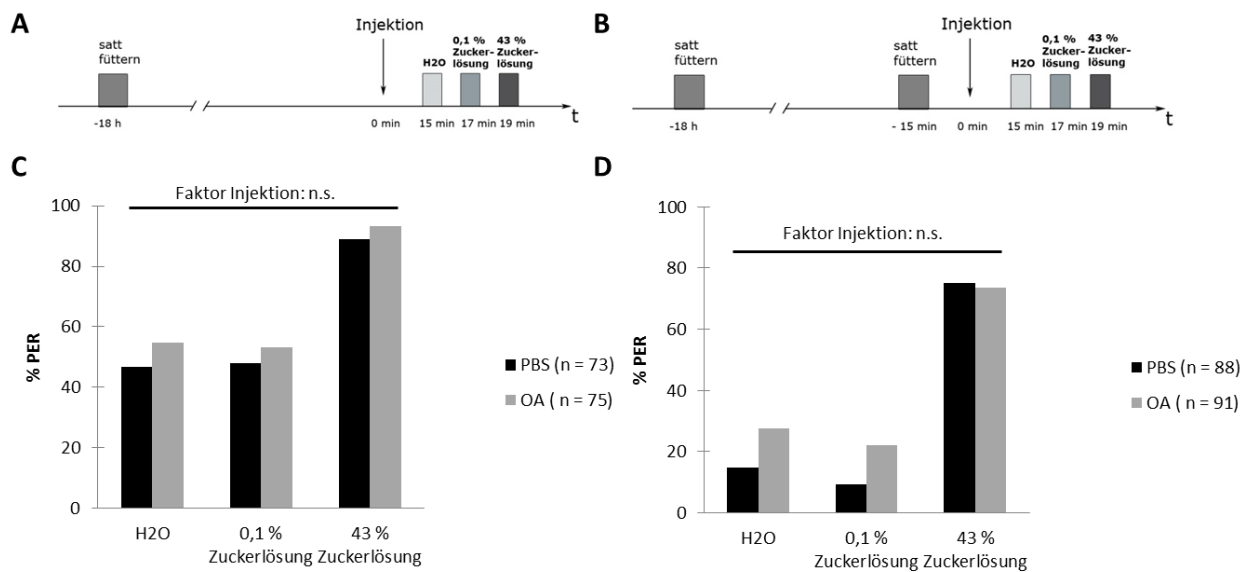 A
satt
füttern
Injektion
H2O
0,1 %
Zucker-
lösung
43 %
Zucker-
lösung
-18 h
0 min
15 min
17 min
19 min
t
B
satt
füttern
satt
füttern
Injektion
H2O
0,1 %
Zucker-
lösung
43 %
Zucker-
lösung
-18 h
- 15 min
0 min
15 min
17 min
19 min
t
C
Faktor Injektion: n.s.
% PER
100
80
60
40
20
0
H2O
0,1 %
Zuckerlösung
43 %
Zuckerlösung
PBS (n = 73)
OA ( n = 75)
D
Faktor Injektion: n.s.
% PER
100
80
60
40
20
0
H2O
0,1 %
Zuckerlösung
43 %
Zuckerlösung
PBS (n = 88)
OA (n = 91)